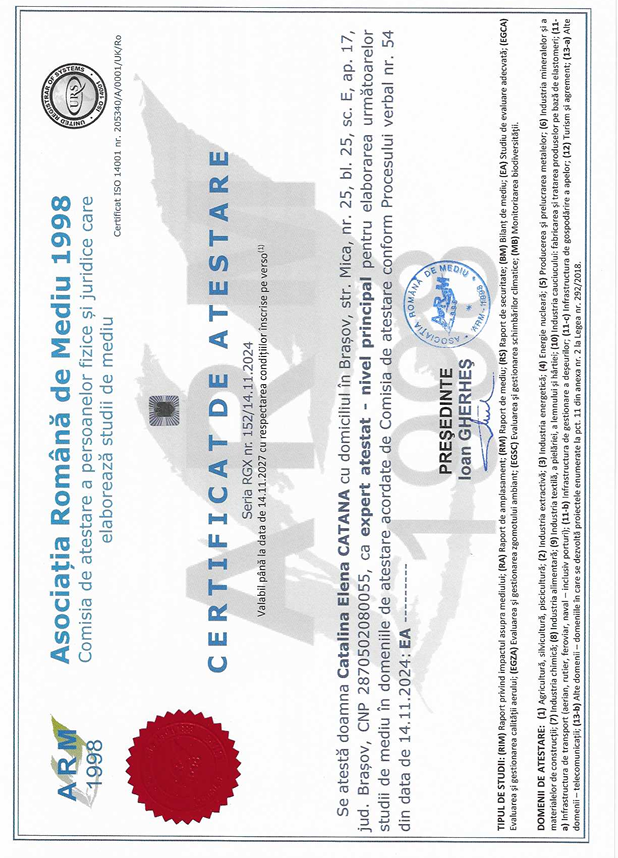 ARM
1998
Asociația Română de Mediu 1998
Comisia de atestare a persoanelor fizice și juridice care
elaborează studii de mediu
UNITED REGISTRAR OF SYSTEMS
URS
ISO 14001
Certificat ISO 14001 nr. 205340/A/0001/UK/Ro
CERTIFICAT DE ATESTARE
Seria RGX nr. 152/14.11.2024
Valabil până la data de 14.11.2027 cu respectarea condițiilor înscrise pe verso(1)
Se atestă doamna Catalina Elena CATANA cu domiciliul în Brașov, str. Mica, nr. 25, bl. 25, sc. E, ap. 17,
jud. Brașov, CNP 2870502080055, ca expert atestat - nivel principal pentru elaborarea următoarelor
studii de mediu în domeniile de atestare acordate de Comisia de atestare conform Procesului verbal nr. 54
din data de 14.11.2024: EA ----------
PREȘEDINTE
Ioan GHERHEȘ
ASOCIAȚIA ROMÂNĂ DE MEDIU
ARM
1998
"ARM-1998"
TIPUL DE STUDII: (RIM) Raport privind impactul asupra mediului; (RA) Raport de amplasament; (RM) Raport de mediu; (RS) Raport de securitate; (BM) Bilanț de mediu; (EA) Studiu de evaluare adecvată; (EGCA)
Evaluarea și gestionarea calității aerului; (EGZA) Evaluarea și gestionarea zgomotului ambiant; (EGSC) Evaluarea și gestionarea schimbărilor climatice; (MB) Monitorizarea biodiversității.
DOMENII DE ATESTARE: (1) Agricultură, silvicultură, piscicultură; (2) Industria extractivă; (3) Industria energetică; (4) Energie nucleară; (5) Producerea și prelucrarea metalelor; (6) Industria mineralelor și a
materialelor de construcții; (7) Industria chimică; (8) Industria alimentară; (9) Industria textilă, a pielăriei, a lemnului și hârtiei; (10) Industria cauciucului: fabricarea și tratarea produselor pe bază de elastomeri; (11-
a) Infrastructura de transport (aerian, rutier, feroviar, naval – inclusiv porturi); (11-b) Infrastructura de gestionare a deșeurilor; (11-c) Infrastructura de gospodărire a apelor; (12) Turism și agrement; (13-a) Alte
domenii – telecomunicații; (13-b) Alte domenii – domeniile în care se dezvoltă proiectele enumerate la pct. 11 din anexa nr. 2 la Legea nr. 292/2018.